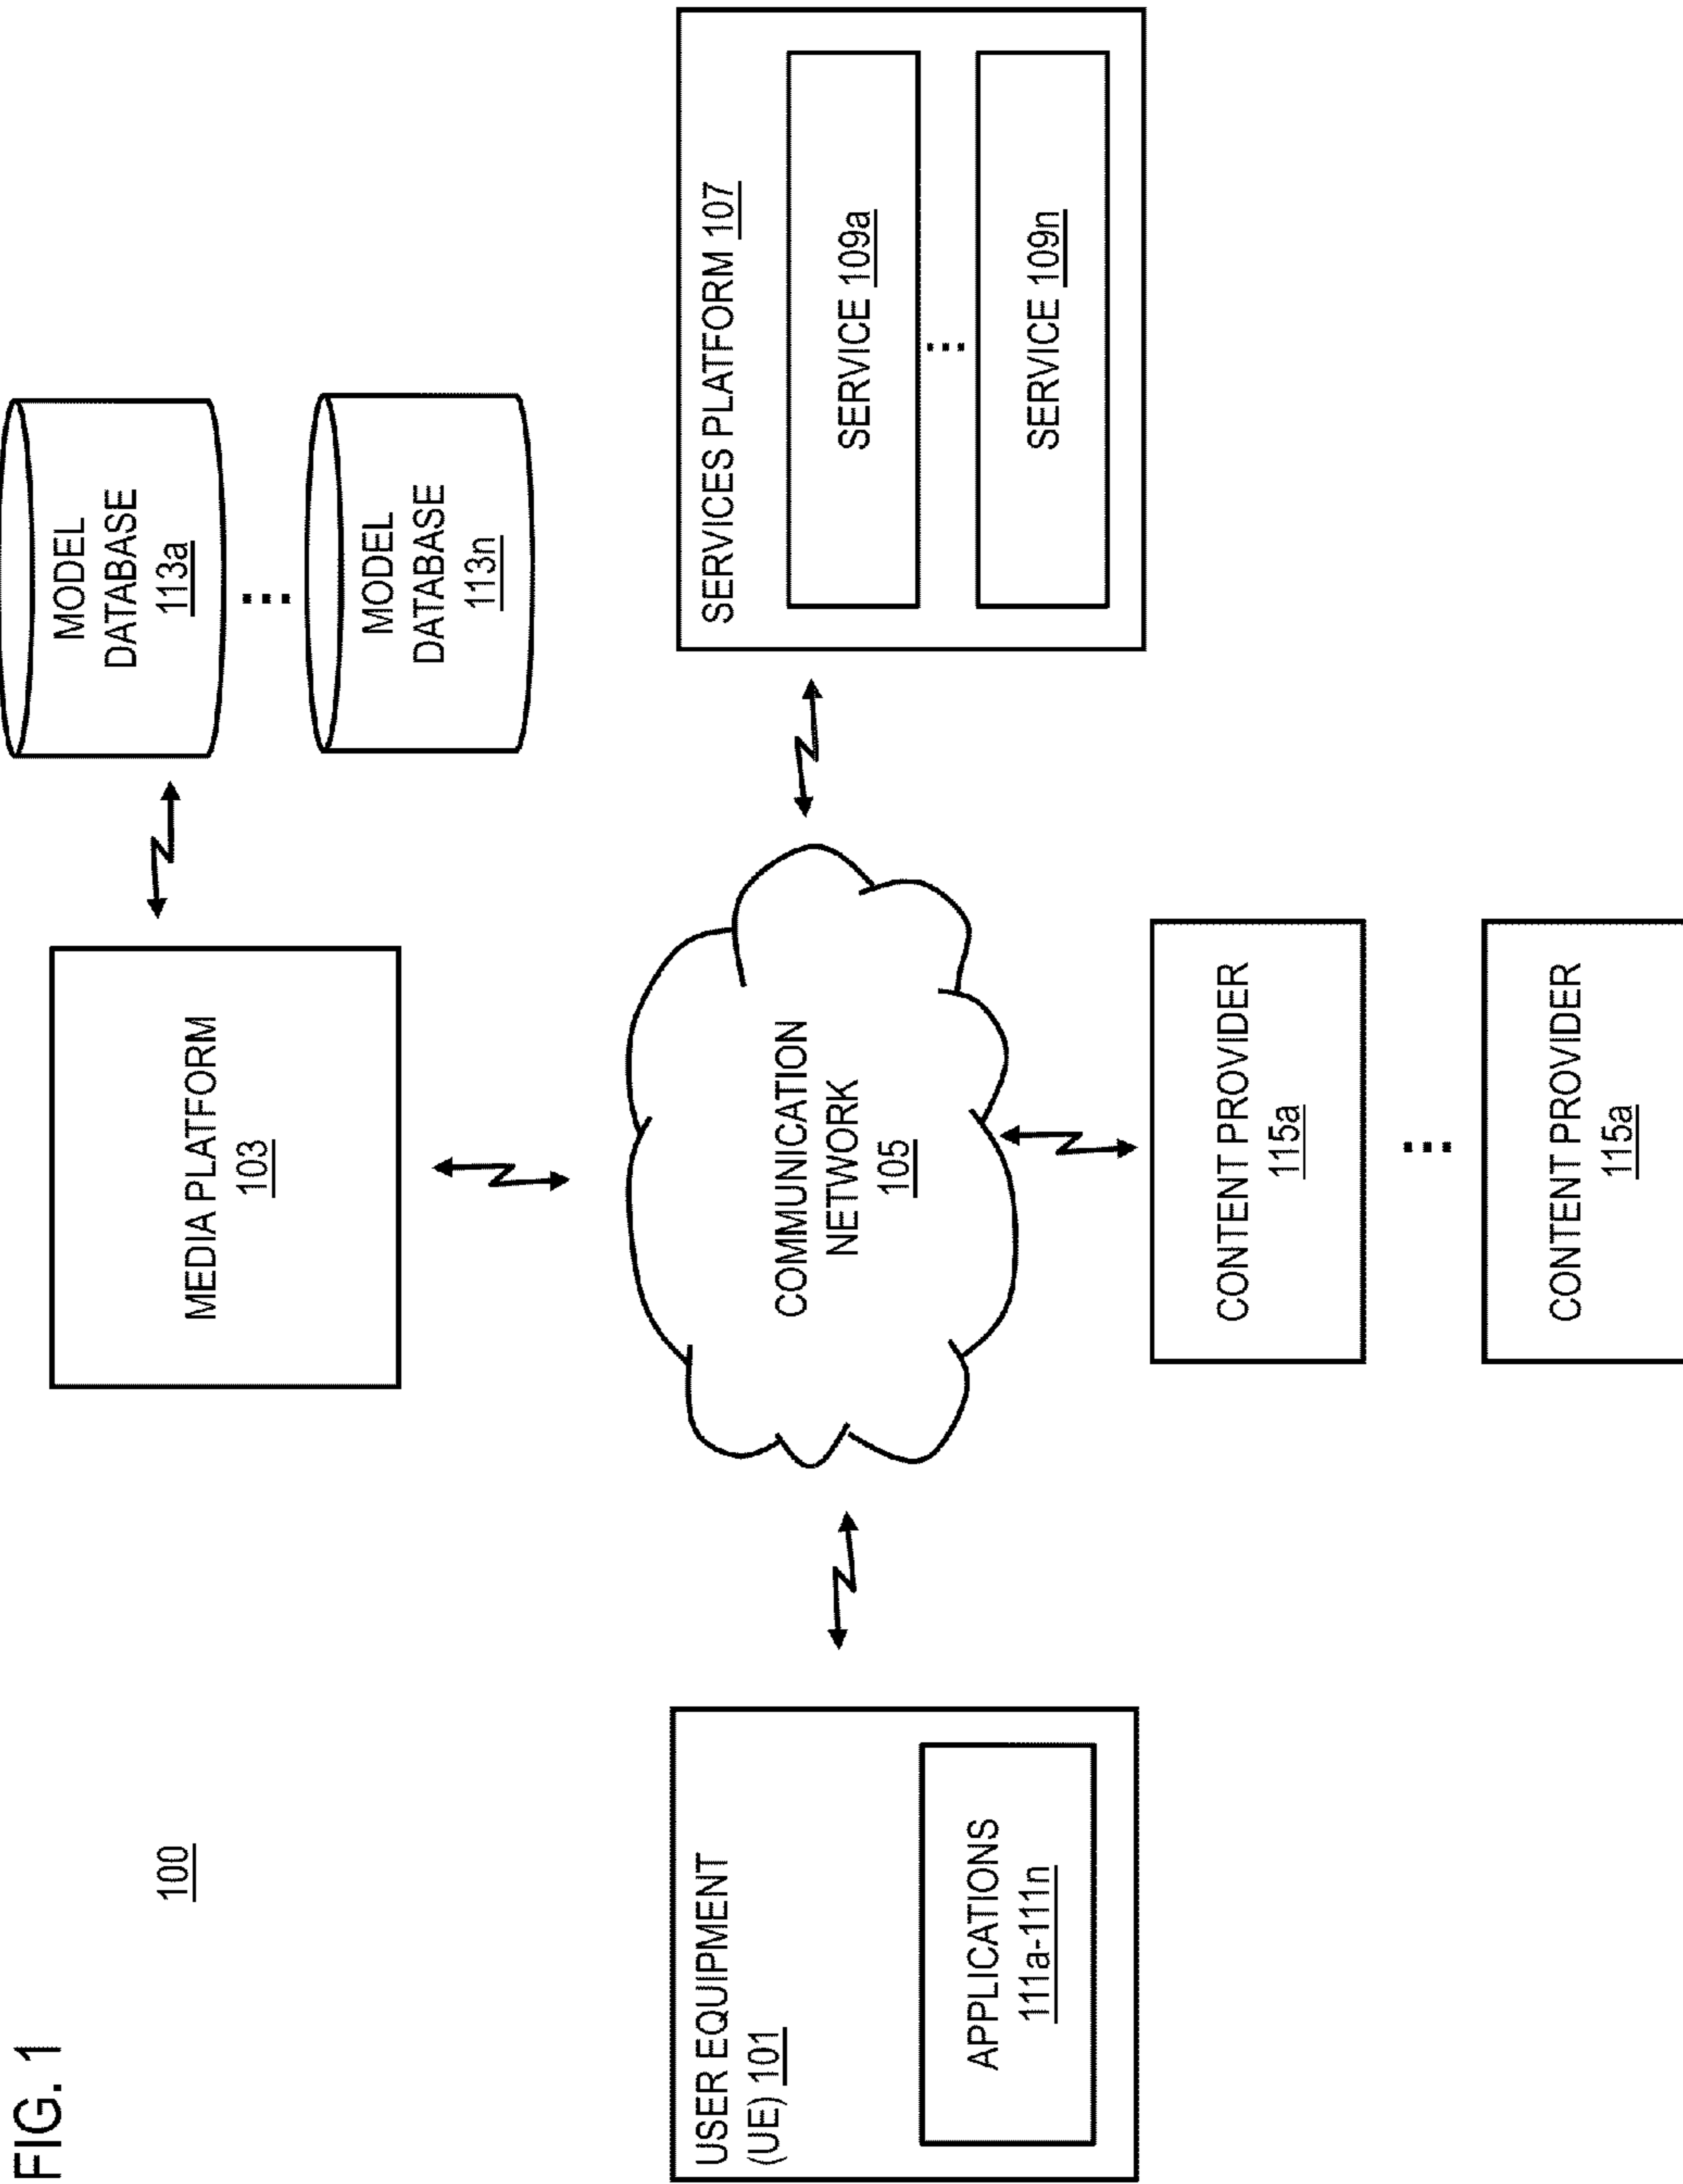 FIG. 1
100
MEDIA PLATFORM
103
MODEL
DATABASE
113a
...
MODEL
DATABASE
113n
USER EQUIPMENT
(UE) 101
APPLICATIONS
111a-111n
COMMUNICATION
NETWORK
105
SERVICES PLATFORM 107
SERVICE 109a
...
SERVICE 109n
CONTENT PROVIDER
115a
...
CONTENT PROVIDER
115a